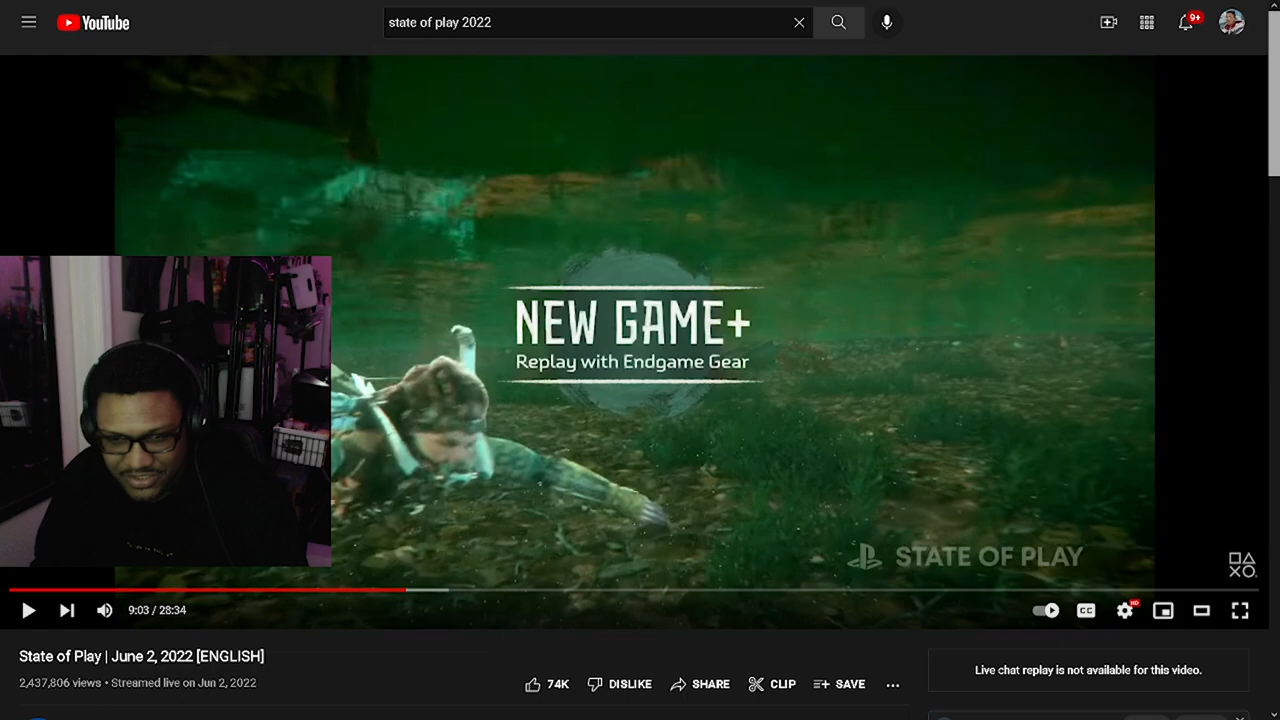 YouTube
state of play 2022
9+
NEW GAME+
Replay with Endgame Gear
STATE OF PLAY
9:03 / 28:34
CC
HD
State of Play | June 2, 2022 [ENGLISH]
2,437,806 views • Streamed live on Jun 2, 2022
74K
DISLIKE
SHARE
CLIP
SAVE
Live chat replay is not available for this video.